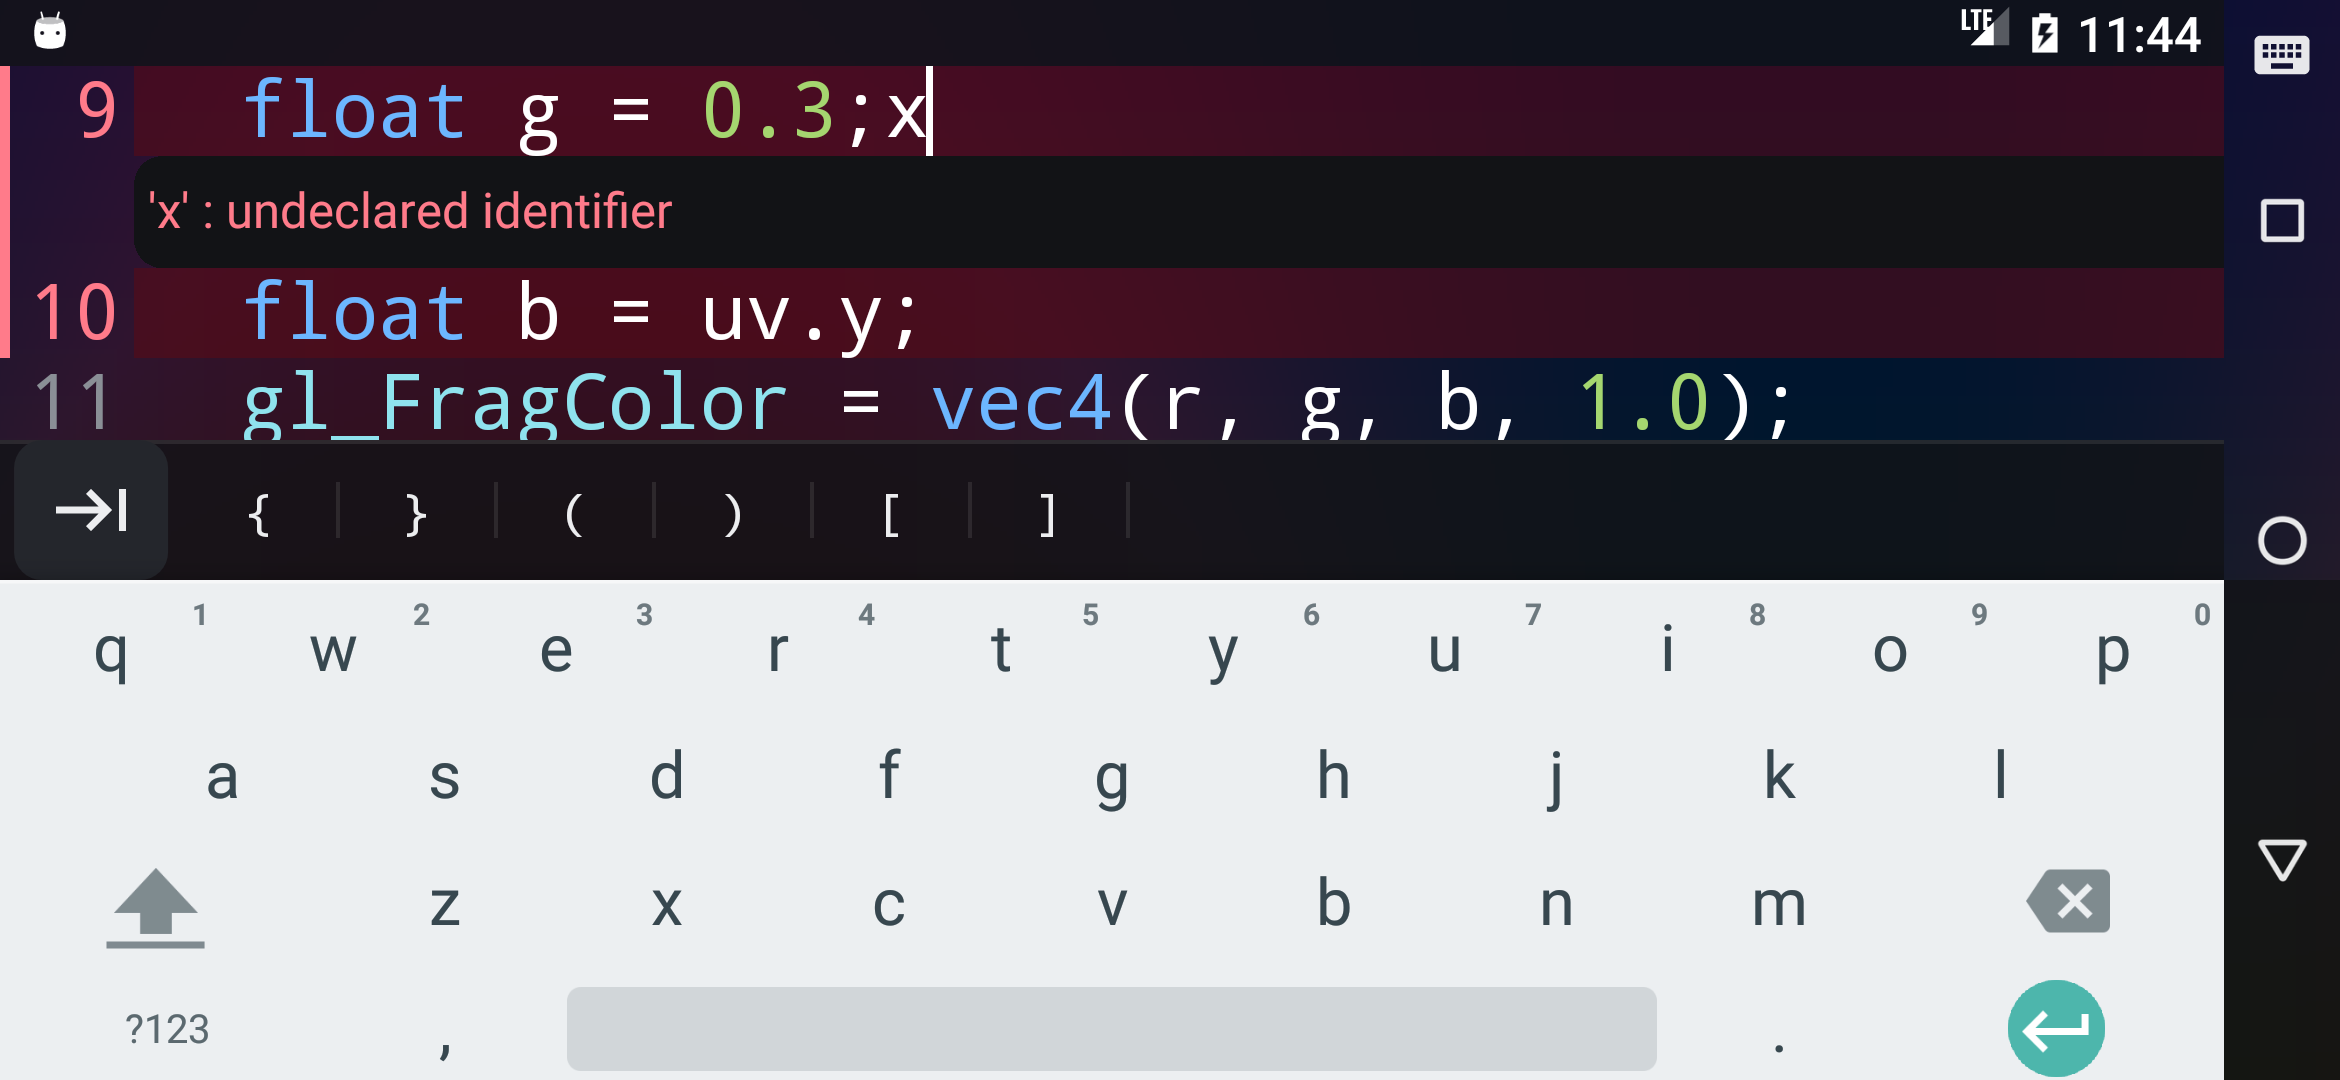 LTE 11:44
9 float g = 0.3;x
'x' : undeclared identifier
10 float b = uv.y;
11 gl_FragColor = vec4(r, g, b, 1.0);
{ } ( ) [ ]
q 1 w 2 e 3 r 4 t 5 y 6 u 7 i 8 o 9 p 0
a s d f g h j k l
z x c v b n m
?123 , .